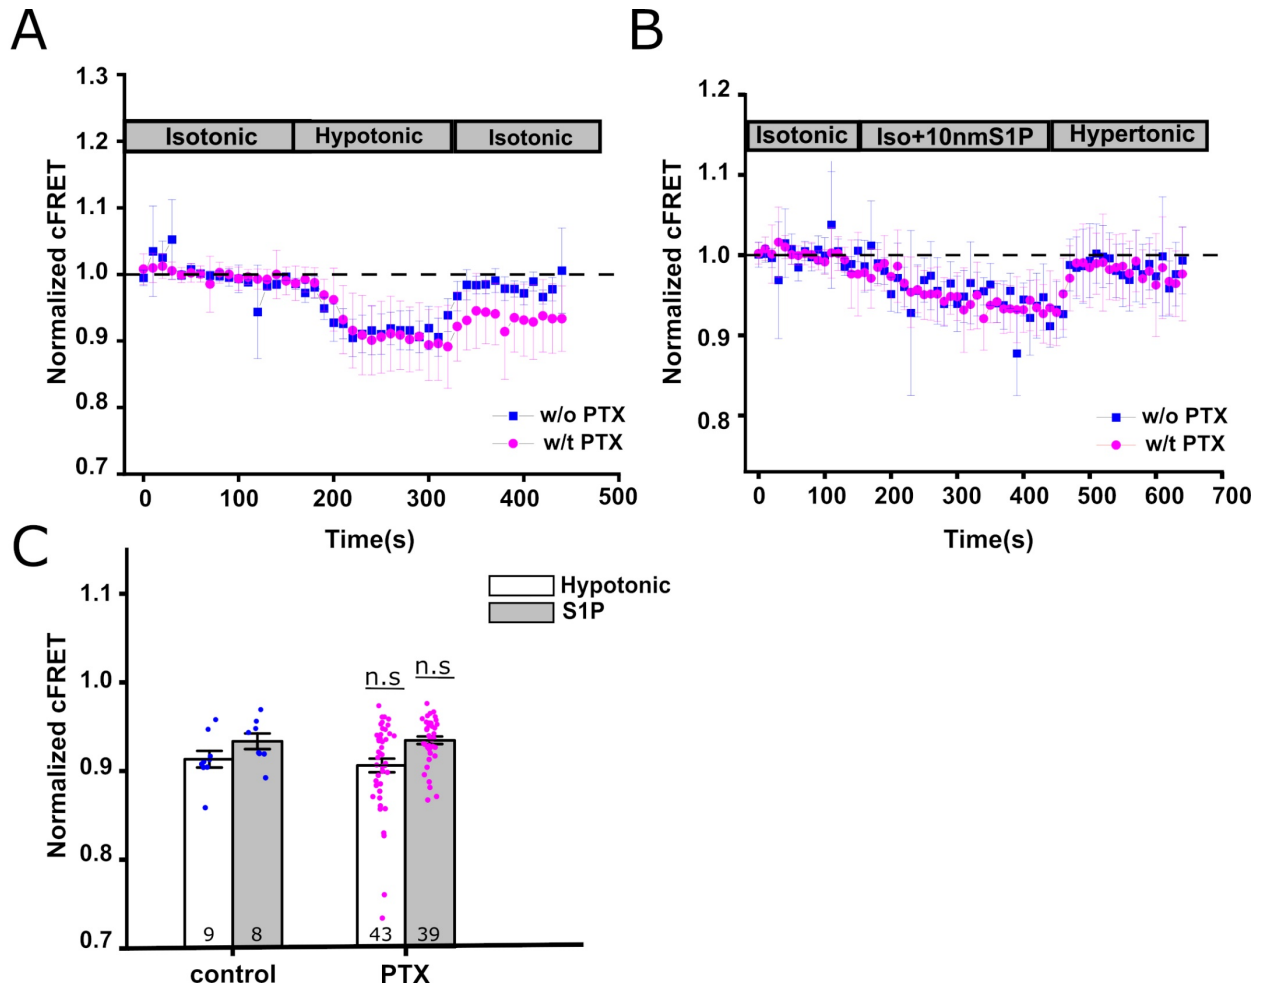 A
1.3
1.2
1.1
1.0
0.9
0.8
0.7
Normalized cFRET
Isotonic
Hypotonic
Isotonic
w/o PTX
w/t PTX
0
100
200
300
400
500
Time(s)
B
1.2
1.1
1.0
0.9
0.8
Normalized cFRET
Isotonic
Iso+10nmS1P
Hypertonic
w/o PTX
w/t PTX
0
100
200
300
400
500
600
700
Time(s)
C
1.1
1.0
0.9
0.8
0.7
Normalized cFRET
Hypotonic
S1P
n.s
n.s
9
8
43
39
control
PTX